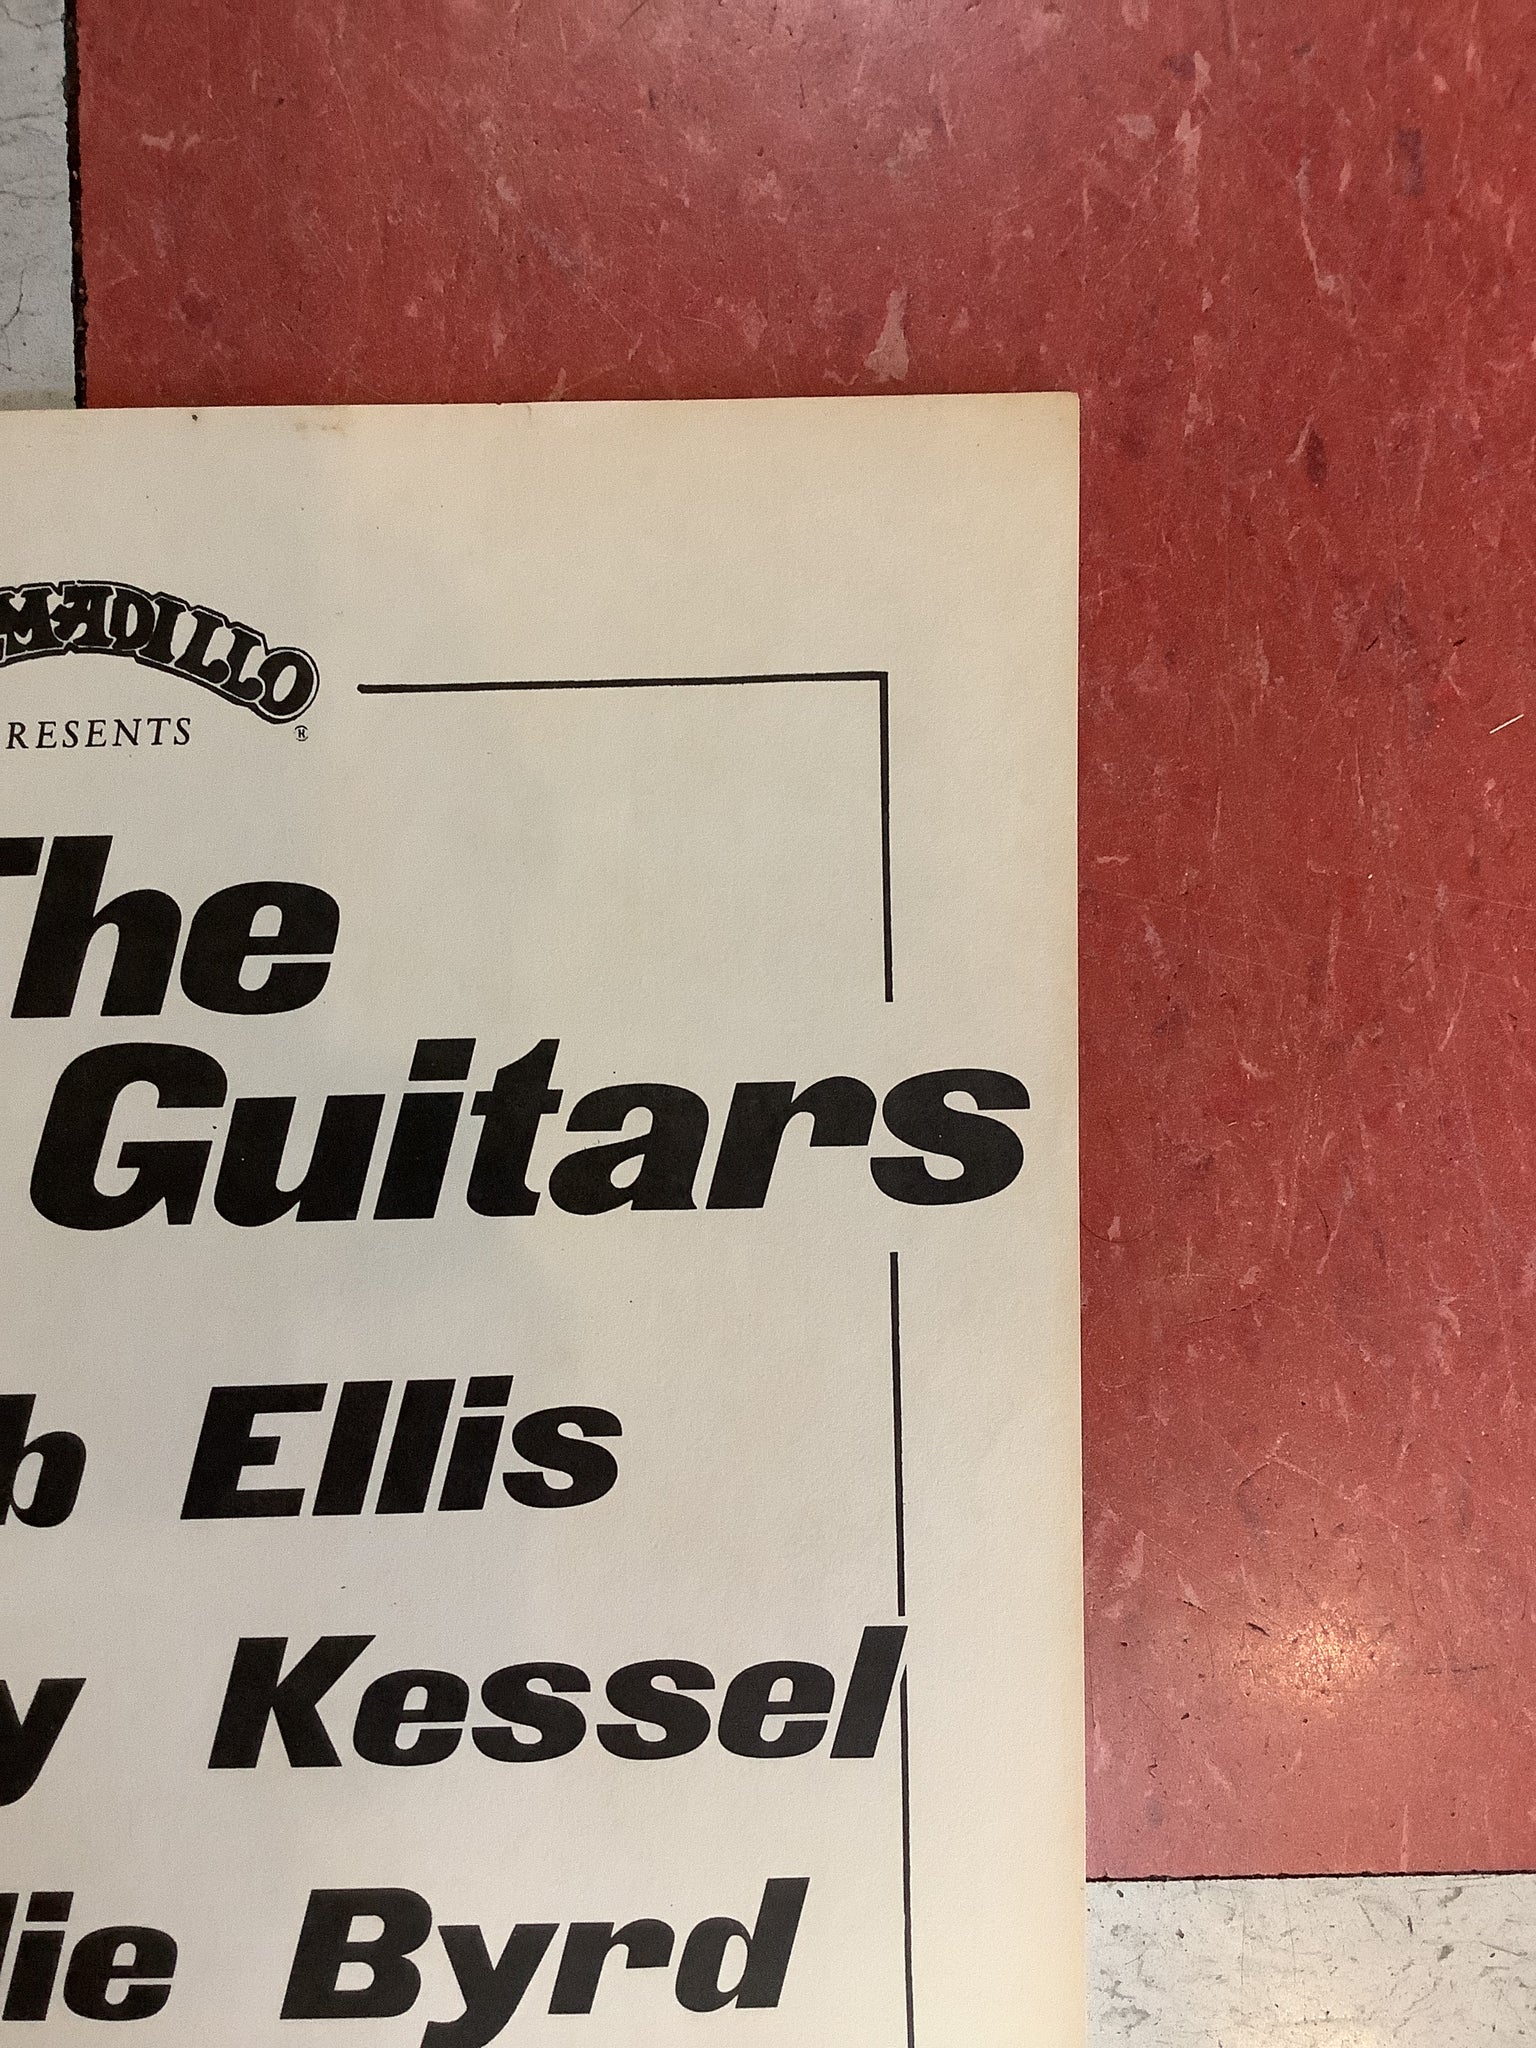 MADILLO
RESENTS
The
Guitars
b Ellis
y Kessel
lie Byrd